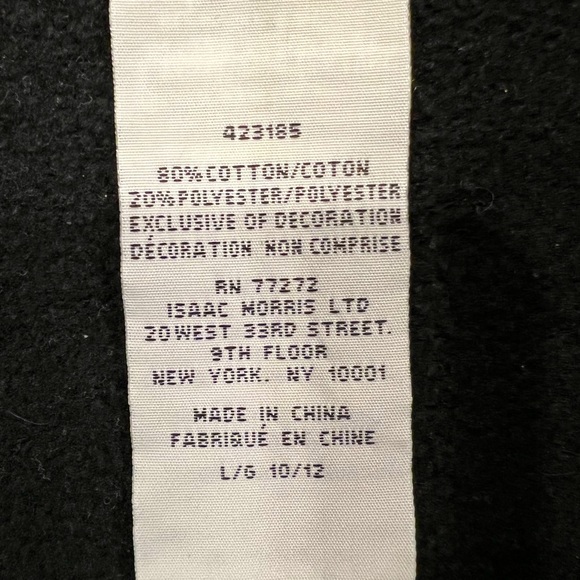 423185
80% COTTON/COTON
20% POLYESTER/POLYESTER
EXCLUSIVE OF DECORATION
DÉCORATION NON COMPRISE
RN 77272
ISAAC MORRIS LTD
20 WEST 33RD STREET.
9TH FLOOR
NEW YORK. NY 10001
MADE IN CHINA
FABRIQUÉ EN CHINE
L/G 10/12